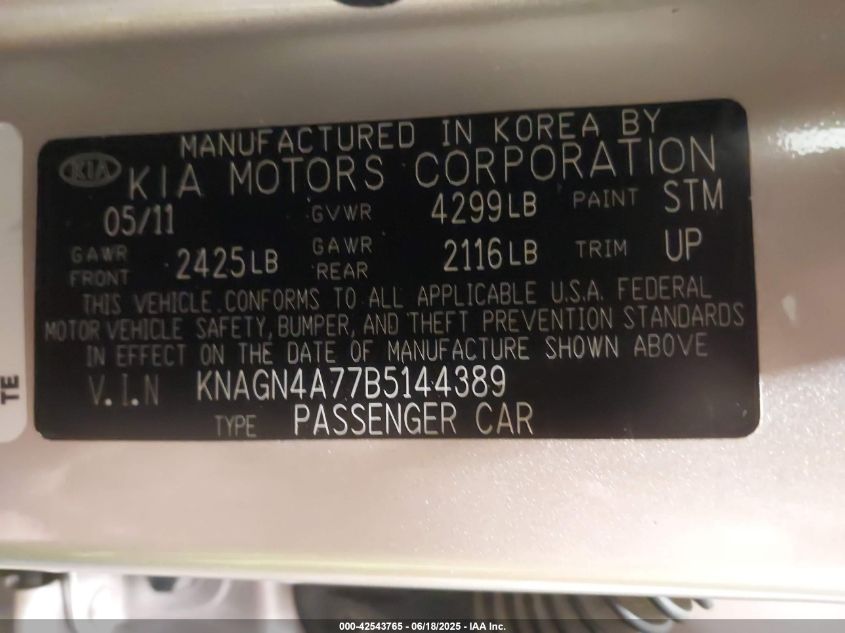 MANUFACTURED IN KOREA BY
KIA KIA MOTORS CORPORATION
05/11 GVWR 4299LB PAINT STM
GAWR FRONT 2425LB GAWR REAR 2116LB TRIM UP
THIS VEHICLE CONFORMS TO ALL APPLICABLE U.S.A. FEDERAL
MOTOR VEHICLE SAFETY, BUMPER, AND THEFT PREVENTION STANDARDS
IN EFFECT ON THE DATE OF MANUFACTURE SHOWN ABOVE
V.I.N KNAGN4A77B5144389
TYPE PASSENGER CAR
TE
000-42543765 - 06/18/2025 - IAA Inc.